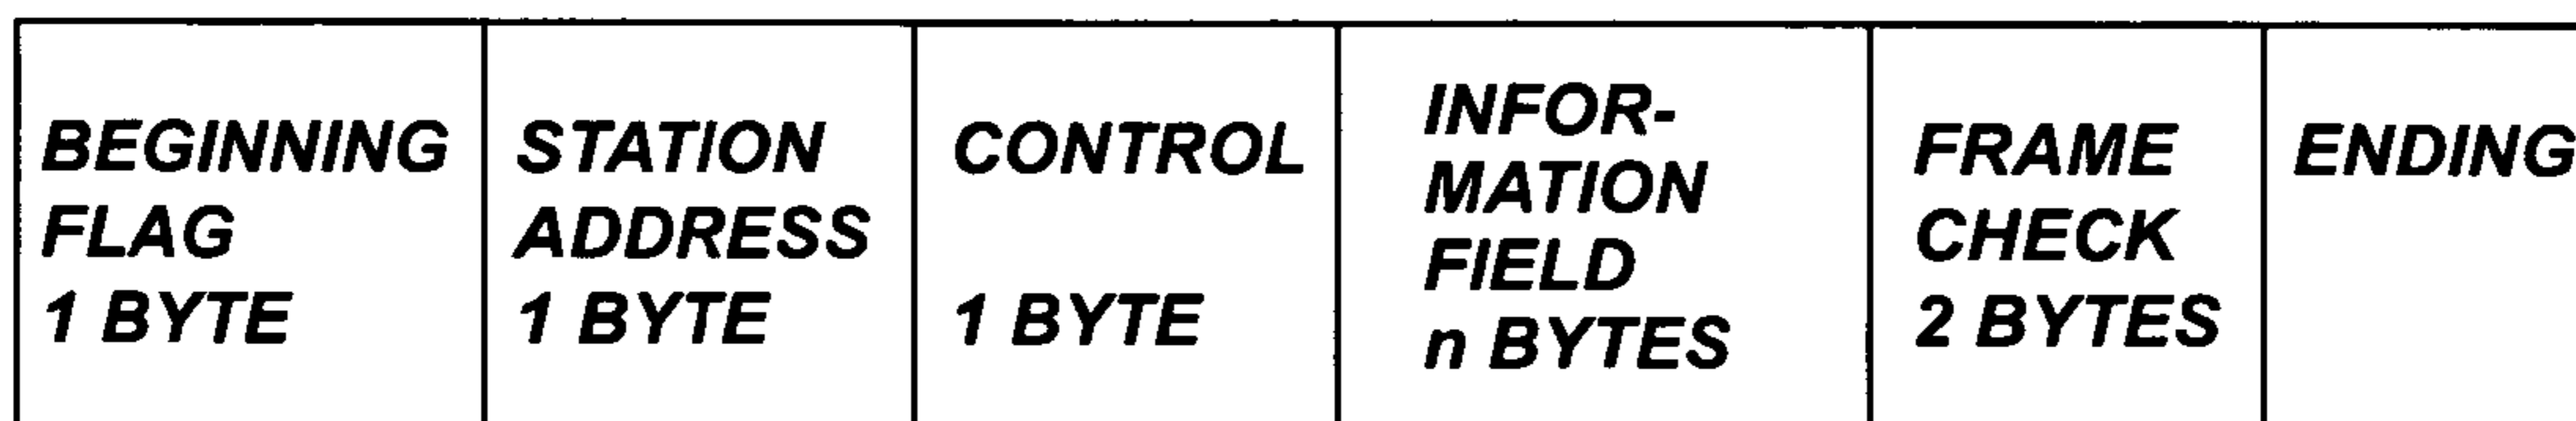 BEGINNING
FLAG
1 BYTE
STATION
ADDRESS
1 BYTE
CONTROL
1 BYTE
INFOR-
MATION
FIELD
n BYTES
FRAME
CHECK
2 BYTES
ENDING